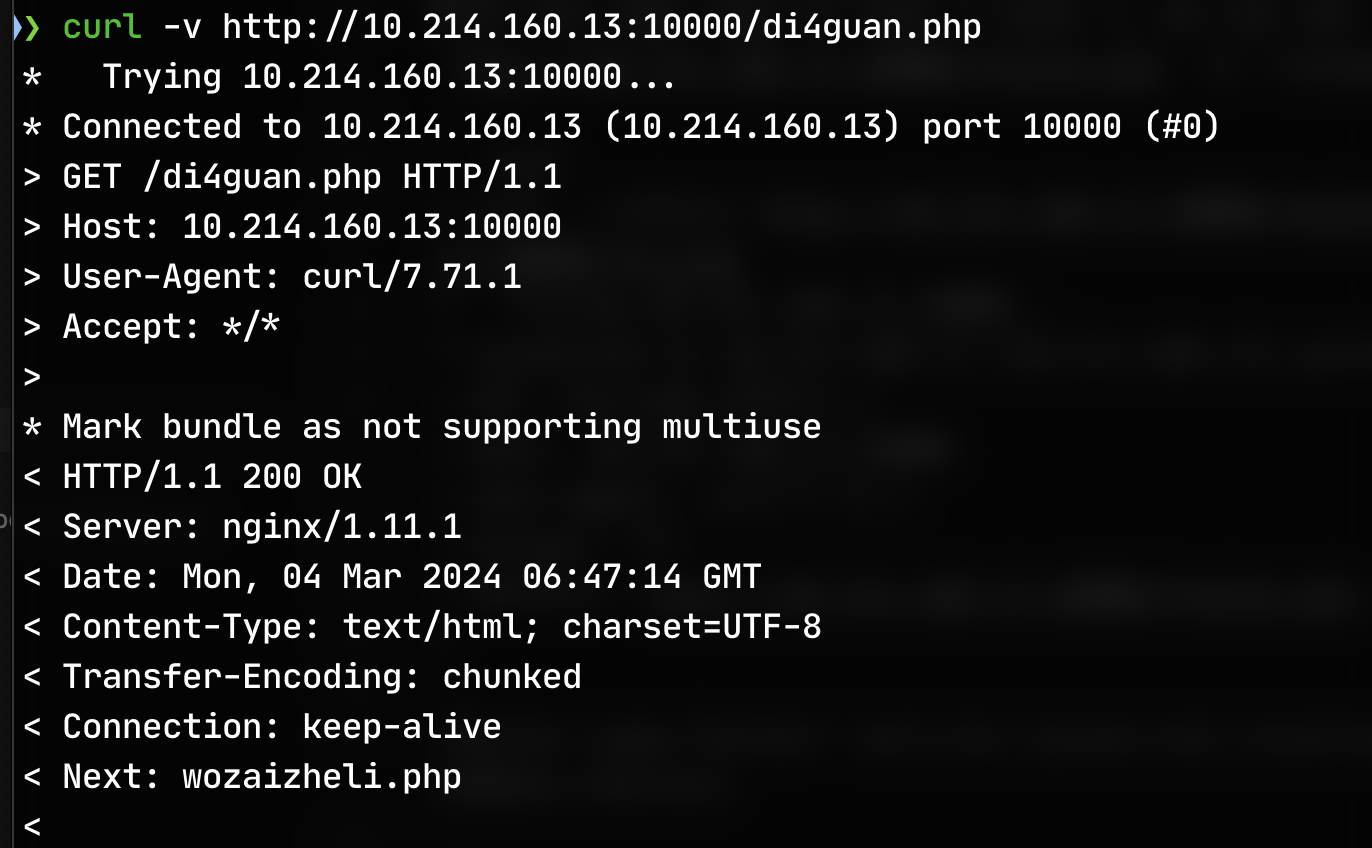 ❯ curl -v http://10.214.160.13:10000/di4guan.php
*   Trying 10.214.160.13:10000...
* Connected to 10.214.160.13 (10.214.160.13) port 10000 (#0)
> GET /di4guan.php HTTP/1.1
> Host: 10.214.160.13:10000
> User-Agent: curl/7.71.1
> Accept: */*
>
* Mark bundle as not supporting multiuse
< HTTP/1.1 200 OK
< Server: nginx/1.11.1
< Date: Mon, 04 Mar 2024 06:47:14 GMT
< Content-Type: text/html; charset=UTF-8
< Transfer-Encoding: chunked
< Connection: keep-alive
< Next: wozaizheli.php
<